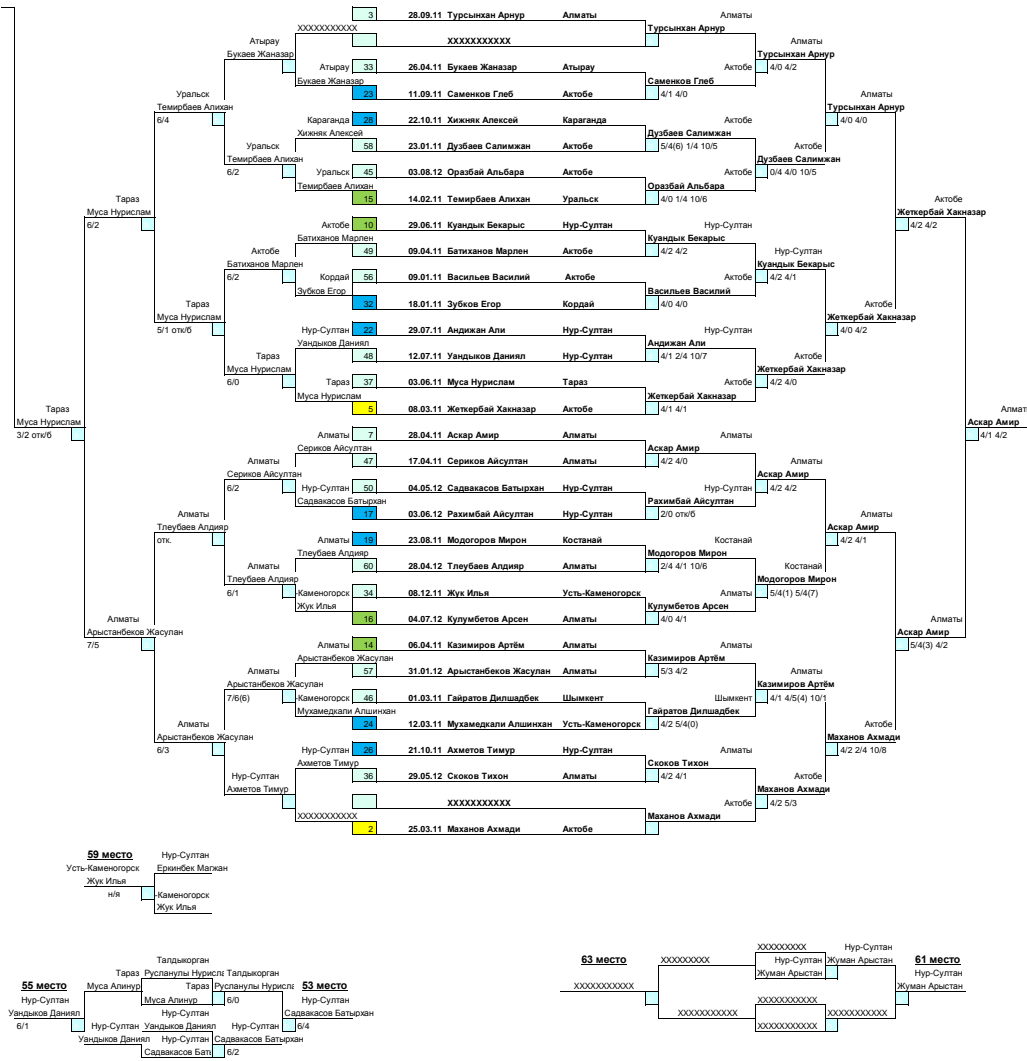 3 28.09.11 Турсынхан Арнур Алматы Алматы
ХХХХХХХХХХХ Турсынхан Арнур
Атырау ХХХХХХХХХХХ Алматы
Букаев Жаназар Турсынхан Арнур
Атырау 33 26.04.11 Букаев Жаназар Атырау Актобе 4/0 4/2
Букаев Жаназар Саменков Глеб
23 11.09.11 Саменков Глеб Актобе 4/1 4/0
Уральск Алматы
Темирбаев Алихан Турсынхан Арнур
6/4 Караганда 28 22.10.11 Хижняк Алексей Караганда Актобе 4/0 4/0
Хижняк Алексей Дузбаев Салимжан
Уральск 58 23.01.11 Дузбаев Салимжан Актобе 5/4(6) 1/4 10/5 Актобе
Темирбаев Алихан Дузбаев Салимжан
6/2 Уральск 45 03.08.12 Оразбай Альбара Актобе Актобе 0/4 4/0 10/5
Темирбаев Алихан Оразбай Альбара
15 14.02.11 Темирбаев Алихан Уральск 4/0 1/4 10/6
Тараз Актобе
Муса Нурислам Жеткербай Хакназар
6/2 Актобе 10 29.06.11 Куандык Бекарыс Нур-Султан Нур-Султан 4/2 4/2
Батиханов Марлен Куандык Бекарыс
Актобе 49 09.04.11 Батиханов Марлен Актобе 4/2 4/2 Нур-Султан
Батиханов Марлен Куандык Бекарыс
6/2 Кордай 56 09.01.11 Васильев Василий Актобе Актобе 4/2 4/1
Зубков Егор Васильев Василий
32 18.01.11 Зубков Егор Кордай 4/0 4/0
Тараз Актобе
Муса Нурислам Жеткербай Хакназар
5/1 отк/б Нур-Султан 22 29.07.11 Андижан Али Нур-Султан Нур-Султан 4/0 4/2
Уандыков Даниял Андижан Али
Тараз 48 12.07.11 Уандыков Даниял Нур-Султан 4/1 2/4 10/7 Актобе
Муса Нурислам Жеткербай Хакназар
6/0 Тараз 37 03.06.11 Муса Нурислам Тараз Актобе 4/2 4/0
Муса Нурислам Жеткербай Хакназар
5 08.03.11 Жеткербай Хакназар Актобе 4/1 4/1
Тараз Алматы
Муса Нурислам Аскар Амир
3/2 отк/б Алматы 7 28.04.11 Аскар Амир Алматы Алматы 4/1 4/2
Сериков Айсултан Аскар Амир
Алматы 47 17.04.11 Сериков Айсултан Алматы 4/2 4/0 Алматы
Сериков Айсултан Аскар Амир
6/2 Нур-Султан 50 04.05.12 Садвакасов Батырхан Нур-Султан Нур-Султан 4/2 4/2
Садвакасов Батырхан Рахимбай Айсултан
17 03.06.12 Рахимбай Айсултан Нур-Султан 2/0 отк/б
Алматы Алматы
Тлеубаев Алдияр Аскар Амир
отк. Алматы 19 23.08.11 Модогоров Мирон Костанай Костанай 4/2 4/1
Тлеубаев Алдияр Модогоров Мирон
Алматы 60 28.04.12 Тлеубаев Алдияр Алматы 2/4 4/1 10/6 Костанай
Тлеубаев Алдияр Модогоров Мирон
6/1 -Каменогорск 34 08.12.11 Жук Илья Усть-Каменогорск Алматы 5/4(1) 5/4(7)
Жук Илья Кулумбетов Арсен
16 04.07.12 Кулумбетов Арсен Алматы 4/0 4/1
Алматы Алматы
Арыстанбеков Жасулан Аскар Амир
7/5 Алматы 14 06.04.11 Казимиров Артём Алматы Алматы 5/4(3) 4/2
Арыстанбеков Жасулан Казимиров Артём
Алматы 57 31.01.12 Арыстанбеков Жасулан Алматы 5/3 4/2 Алматы
Арыстанбеков Жасулан Казимиров Артём
7/6(6) -Каменогорск 46 01.03.11 Гайратов Дилшадбек Шымкент Шымкент 4/1 4/5(4) 10/1
Мухамедкали Алшинхан Гайратов Дилшадбек
24 12.03.11 Мухамедкали Алшинхан Усть-Каменогорск 4/2 5/4(0)
Алматы Актобе
Арыстанбеков Жасулан Маханов Ахмади
6/3 Нур-Султан 26 21.10.11 Ахметов Тимур Нур-Султан Алматы 4/2 2/4 10/8
Ахметов Тимур Скоков Тихон
Нур-Султан 36 29.05.12 Скоков Тихон Алматы 4/2 4/1 Актобе
Ахметов Тимур Маханов Ахмади
ХХХХХХХХХХХ Актобе 4/2 5/3
ХХХХХХХХХХХ Маханов Ахмади
2 25.03.11 Маханов Ахмади Актобе
59 место Нур-Султан
Усть-Каменогорск Еркинбек Магжан
Жук Илья
н/я -Каменогорск
Жук Илья
ХХХХХХХХХ Нур-Султан
Талдыкорган 63 место ХХХХХХХХХ Нур-Султан Жуман Арыстан 61 место
Тараз Русланулы Нурисла Талдыкорган Жуман Арыстан Нур-Султан
55 место Муса Алинур Тараз Русланулы Нурисла 53 место ХХХХХХХХХХХ Жуман Арыстан
Нур-Султан Муса Алинур 6/0 Нур-Султан ХХХХХХХХХХХ
Уандыков Даниял Нур-Султан Садвакасов Батырхан ХХХХХХХХХХХ ХХХХХХХХХХХ
6/1 Нур-Султан Уандыков Даниял Нур-Султан 6/4 ХХХХХХХХХХХ
Уандыков Даниял Нур-Султан Садвакасов Батырхан
Садвакасов Баты 6/2